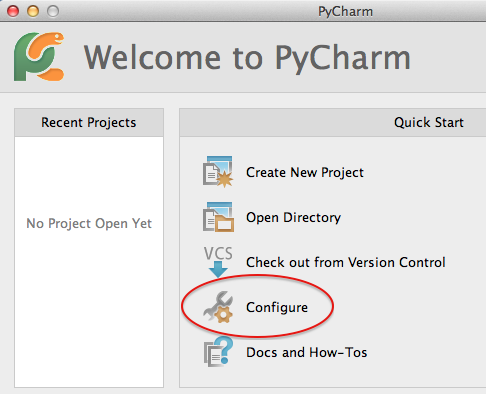 PyCharm
Welcome to PyCharm
Recent Projects
No Project Open Yet
Quick Start
Create New Project
Open Directory
VCS
Check out from Version Control
Configure
?
Docs and How-Tos